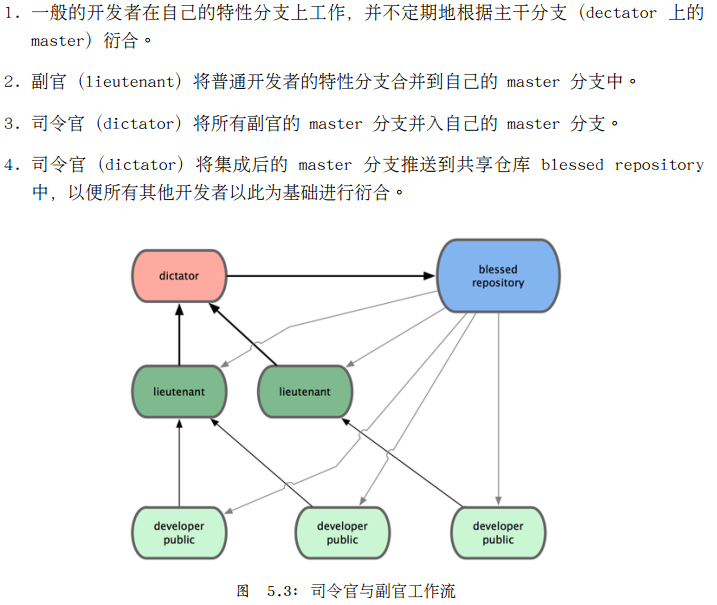 1. 一般的开发者在自己的特性分支上工作，并不定期地根据主干分支（dectator 上的
master）衍合。
2. 副官（lieutenant）将普通开发者的特性分支合并到自己的 master 分支中。
3. 司令官（dictator）将所有副官的 master 分支并入自己的 master 分支。
4. 司令官（dictator）将集成后的 master 分支推送到共享仓库 blessed repository
中，以便所有其他开发者以此为基础进行衍合。
dictator
blessed
repository
lieutenant
lieutenant
developer
public
developer
public
developer
public
图 5.3: 司令官与副官工作流